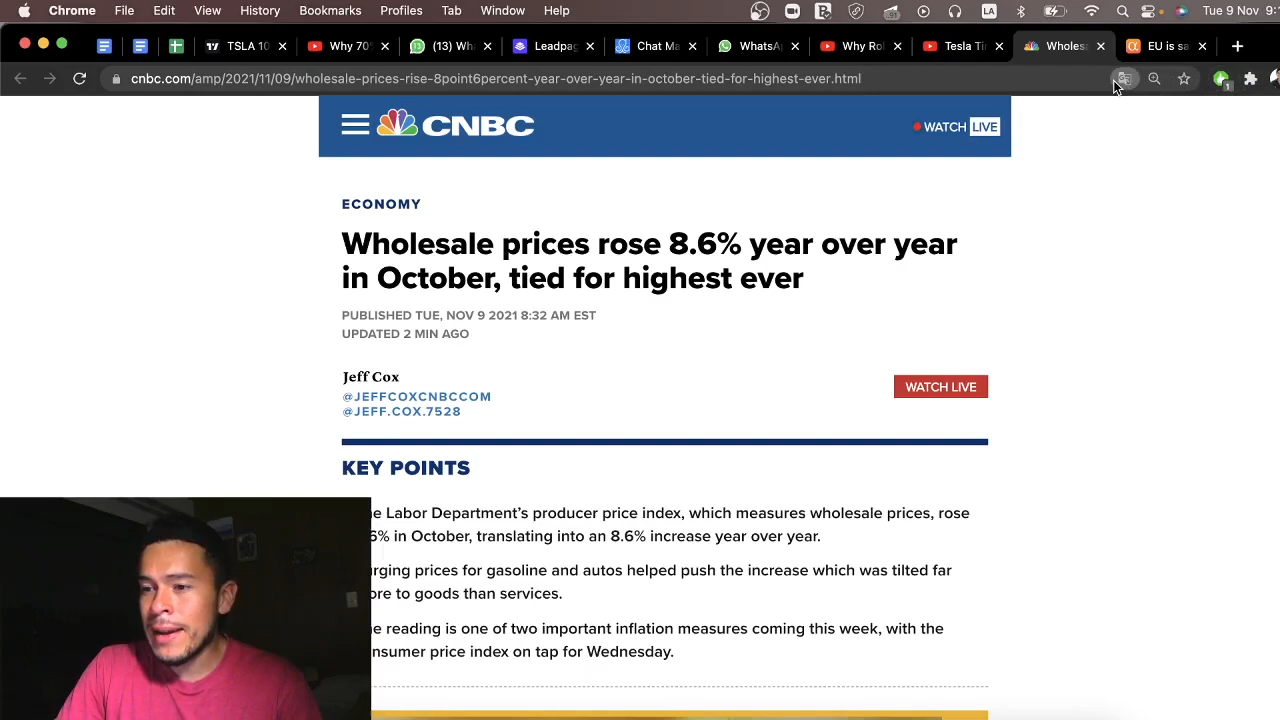 Chrome File Edit View History Bookmarks Profiles Tab Window Help LA Tue 9 Nov 9:1
TSLA 10 Why 70° (13) Wh Leadpa Chat Ma WhatsA Why Ro Tesla Ti Wholes EU is sa
cnbc.com/amp/2021/11/09/wholesale-prices-rise-8point6percent-year-over-year-in-october-tied-for-highest-ever.html 1
CNBC
WATCH LIVE
ECONOMY
Wholesale prices rose 8.6% year over year
in October, tied for highest ever
PUBLISHED TUE, NOV 9 2021 8:32 AM EST
UPDATED 2 MIN AGO
Jeff Cox
@JEFFCOXCNBCCOM
@JEFF.COX.7528
WATCH LIVE
KEY POINTS
e Labor Department’s producer price index, which measures wholesale prices, rose
6% in October, translating into an 8.6% increase year over year.
rging prices for gasoline and autos helped push the increase which was tilted far
ore to goods than services.
e reading is one of two important inflation measures coming this week, with the
nsumer price index on tap for Wednesday.